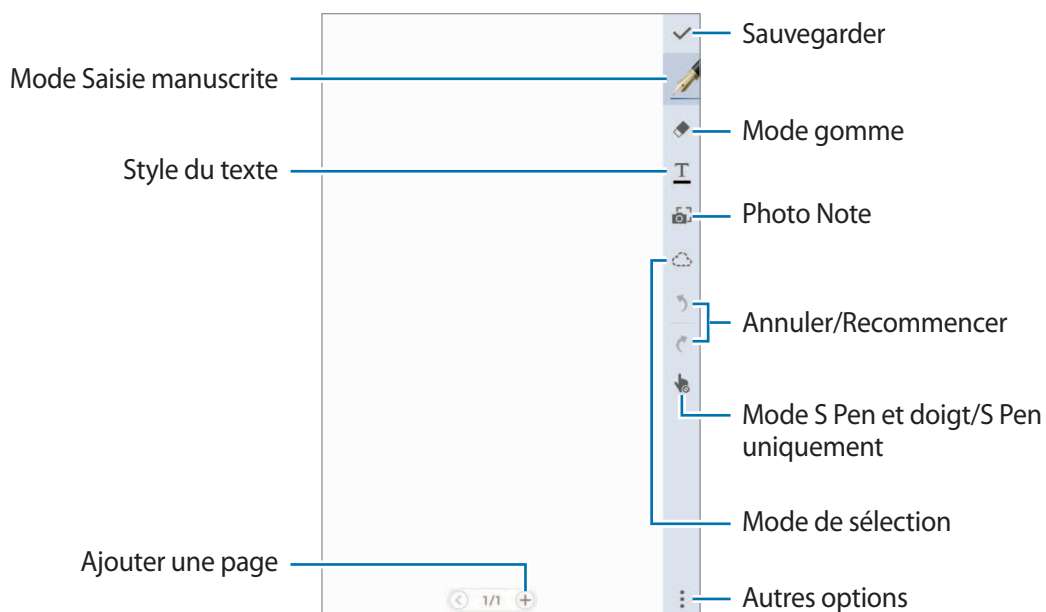 Sauvegarder
Mode Saisie manuscrite
Mode gomme
Style du texte
T
Photo Note
Annuler/Recommencer
Mode S Pen et doigt/S Pen
uniquement
Mode de sélection
Ajouter une page
1/1
Autres options